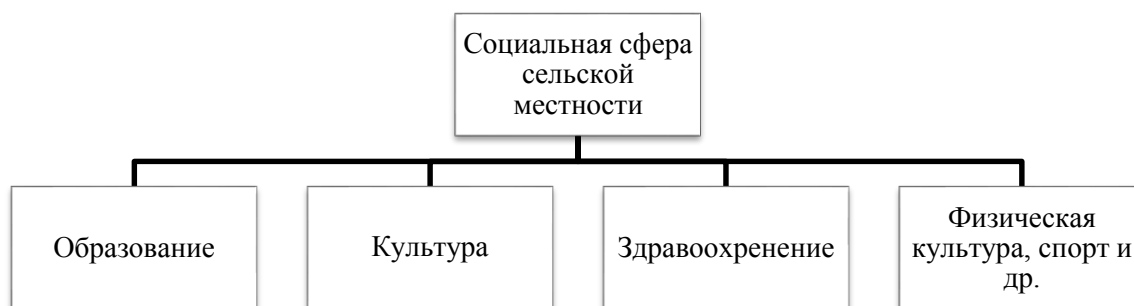 Социальная сфера
сельской
местности
Образование
Культура
Здравоохренение
Физическая
культура, спорт и
др.